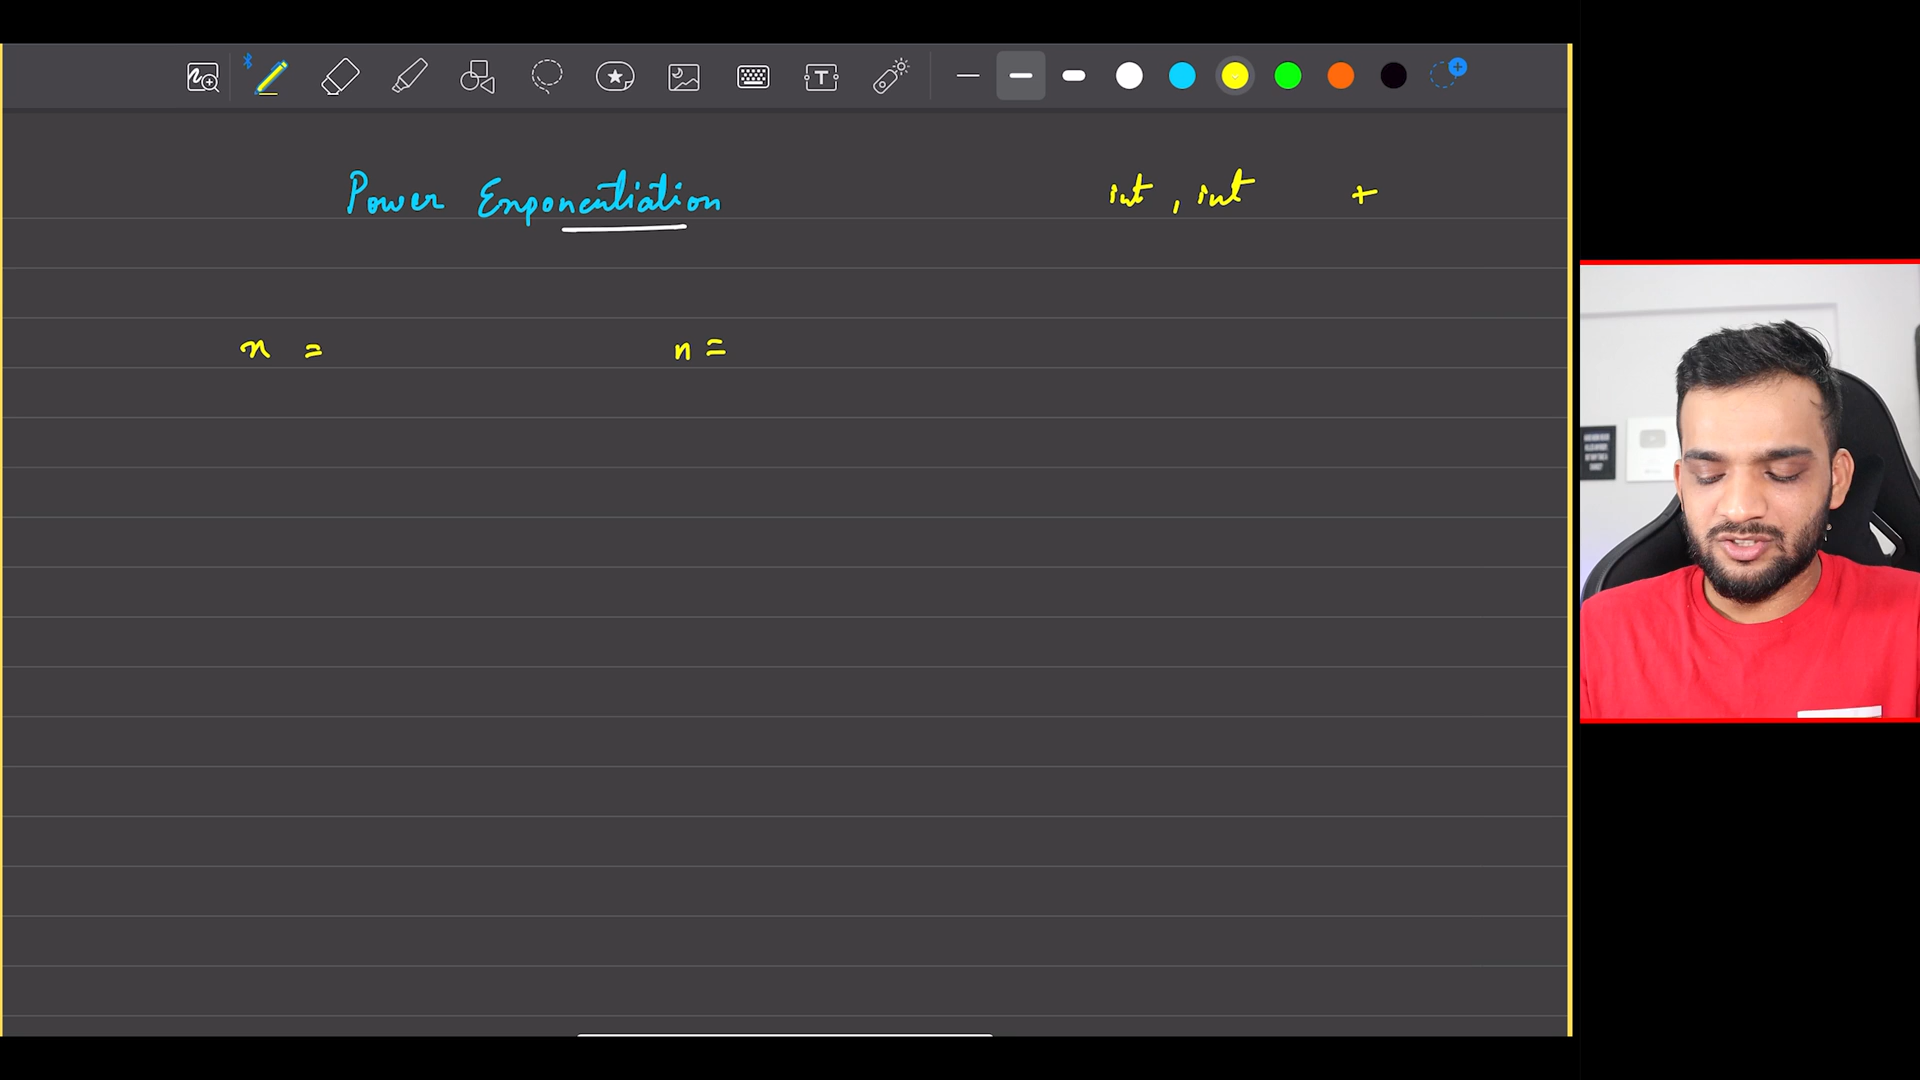 Power Exponentiation
int , int +
x =
n =